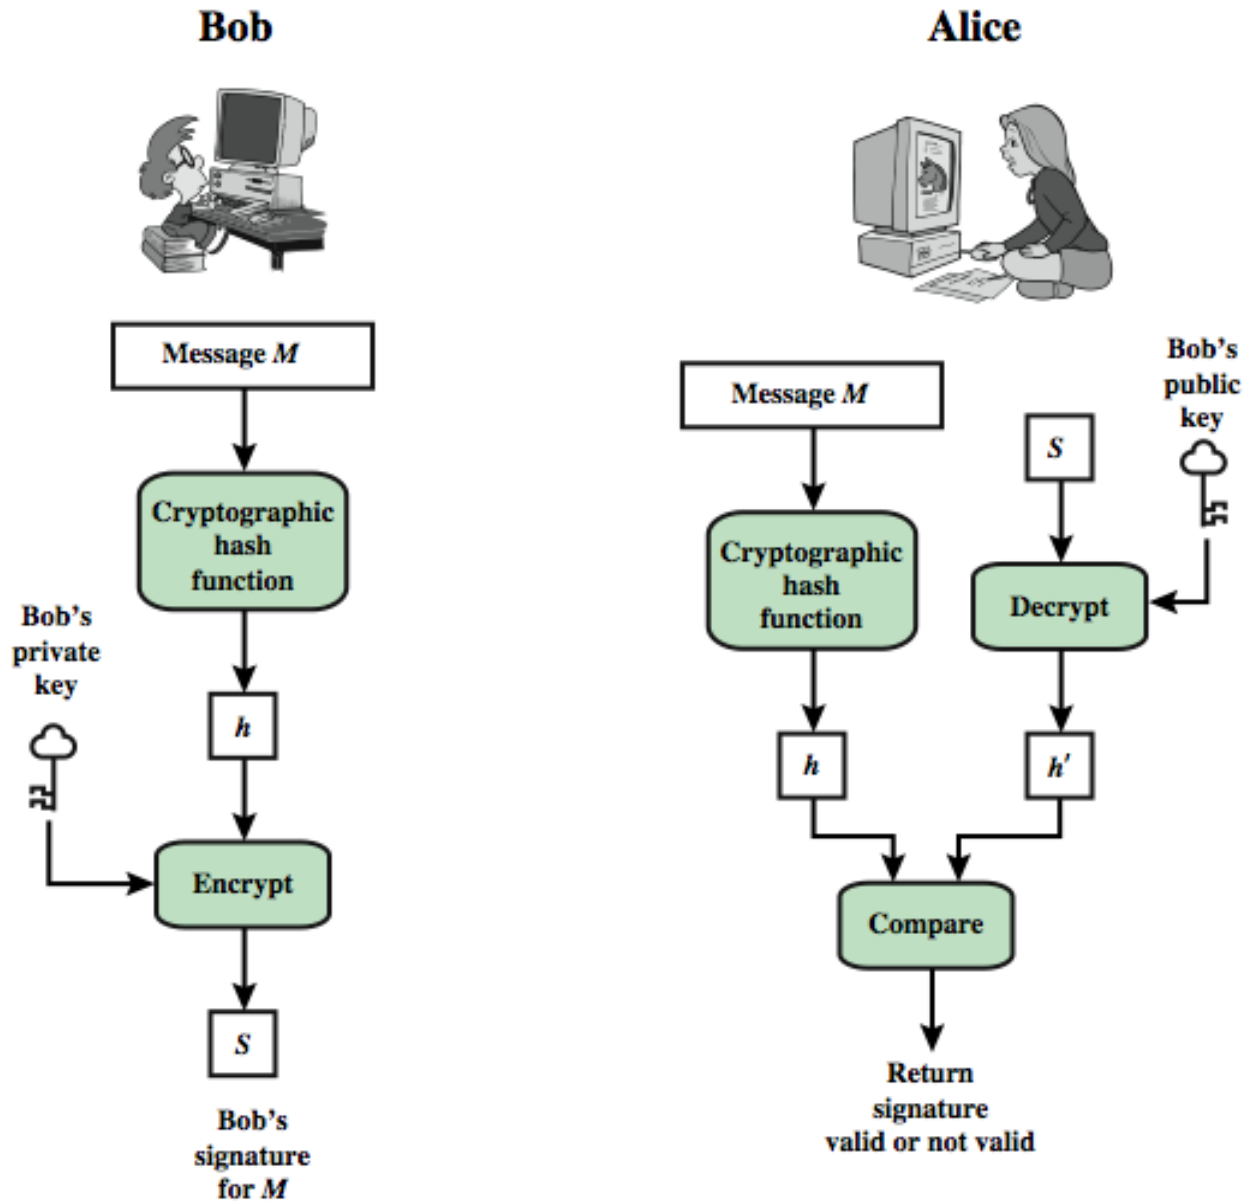 Bob
Message M
Cryptographic
hash
function
Bob's
private
key
h
Encrypt
S
Bob's
signature
for M
Alice
Message M
Bob's
public
key
S
Cryptographic
hash
function
Decrypt
h
h′
Compare
Return
signature
valid or not valid